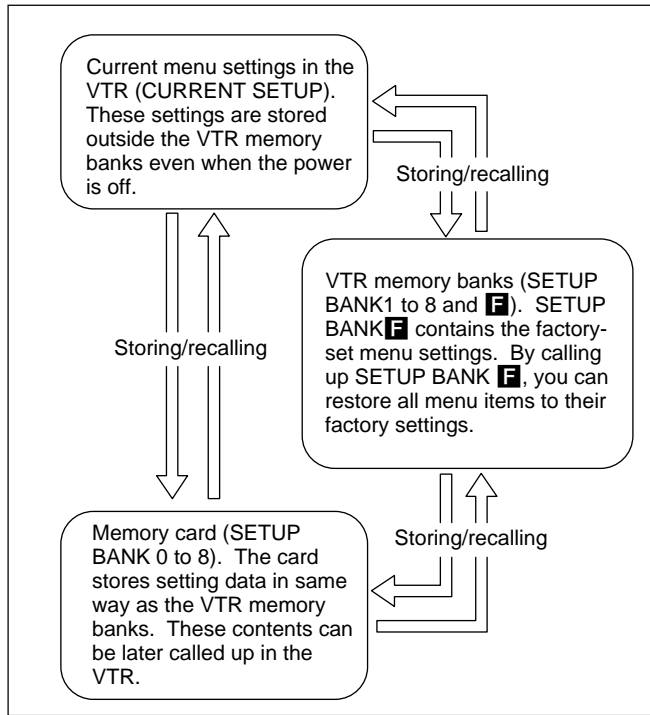 Current menu settings in the
VTR (CURRENT SETUP).
These settings are stored
outside the VTR memory
banks even when the power
is off.
Storing/recalling
VTR memory banks (SETUP
BANK1 to 8 and F). SETUP
BANK F contains the factory-
set menu settings. By calling
up SETUP BANK F, you can
restore all menu items to their
factory settings.
Storing/recalling
Memory card (SETUP
BANK 0 to 8). The card
stores setting data in same
way as the VTR memory
banks. These contents can
be later called up in the
VTR.
Storing/recalling